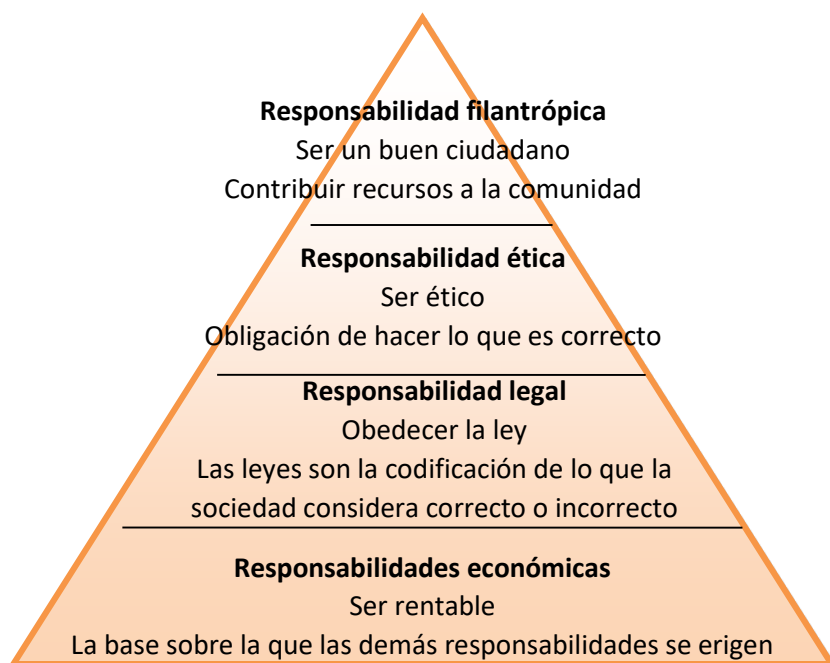 Responsabilidad filantrópica
Ser un buen ciudadano
Contribuir recursos a la comunidad
Responsabilidad ética
Ser ético
Obligación de hacer lo que es correcto
Responsabilidad legal
Obedecer la ley
Las leyes son la codificación de lo que la
sociedad considera correcto o incorrecto
Responsabilidades económicas
Ser rentable
La base sobre la que las demás responsabilidades se erigen